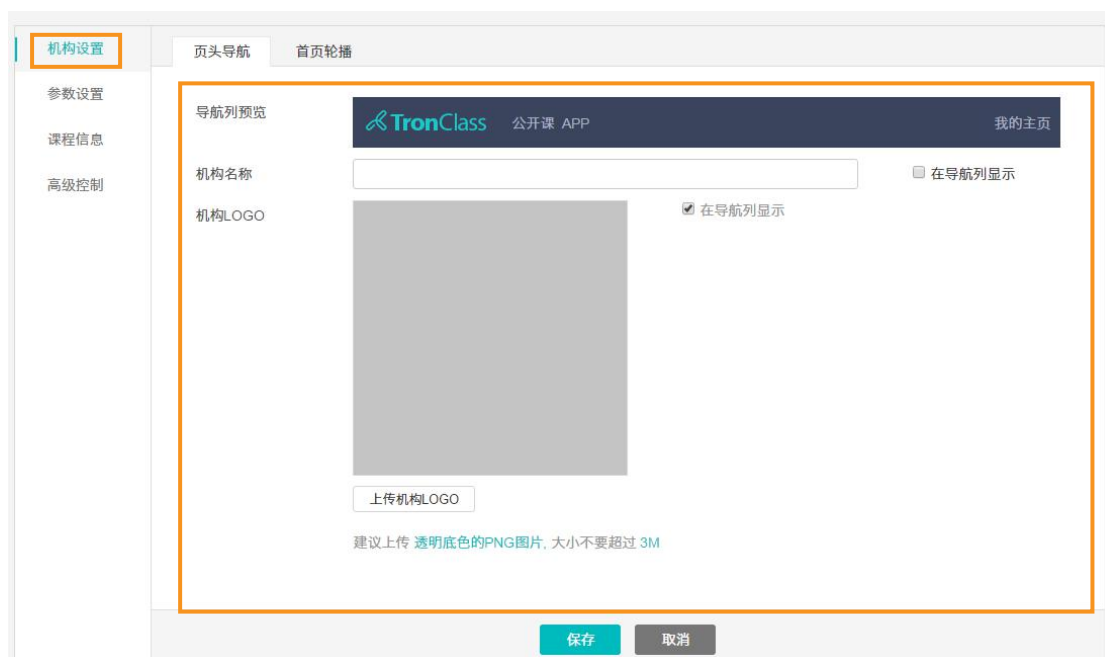 机构设置
参数设置
课程信息
高级控制
页头导航 首页轮播
导航列预览
TronClass 公开课 APP 我的主页
机构名称 在导航列显示
机构LOGO 在导航列显示
上传机构LOGO
建议上传 透明底色的PNG图片, 大小不要超过 3M
保存 取消